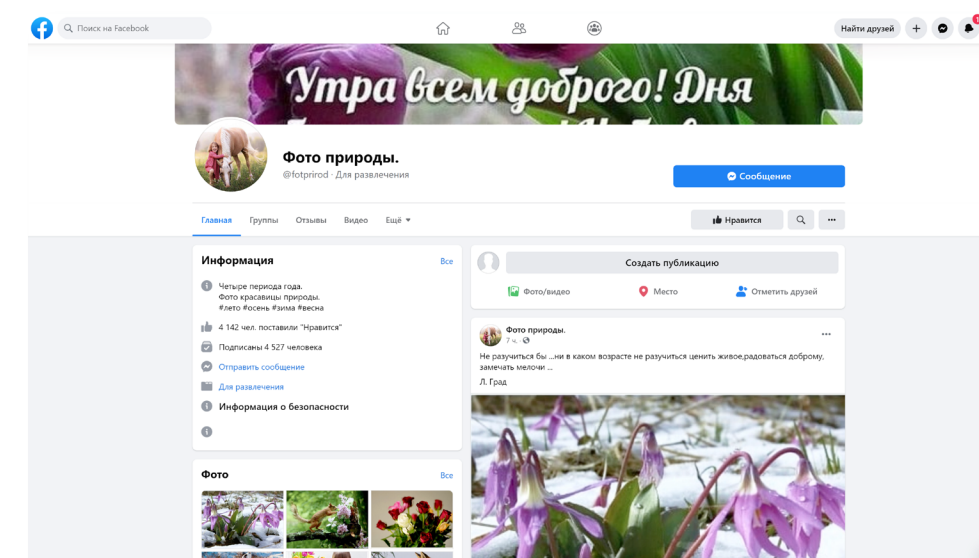 Поиск на Facebook
Найти друзей
Утра всем доброго! Дня
Фото природы.
@fotprirod · Для развлечения
Сообщение
Главная
Группы
Отзывы
Видео
Ещё
Нравится
Информация
Все
Четыре периода года.
Фото красавицы природы.
#лето #осень #зима #весна
4 142 чел. поставили "Нравится"
Подписаны 4 527 человека
Отправить сообщение
Для развлечения
Информация о безопасности
Фото
Все
Создать публикацию
Фото/видео
Место
Отметить друзей
Фото природы.
7 ч. ·
Не разучиться бы ...ни в каком возрасте не разучиться ценить живое,радоваться доброму,
замечать мелочи ...
Л. Град